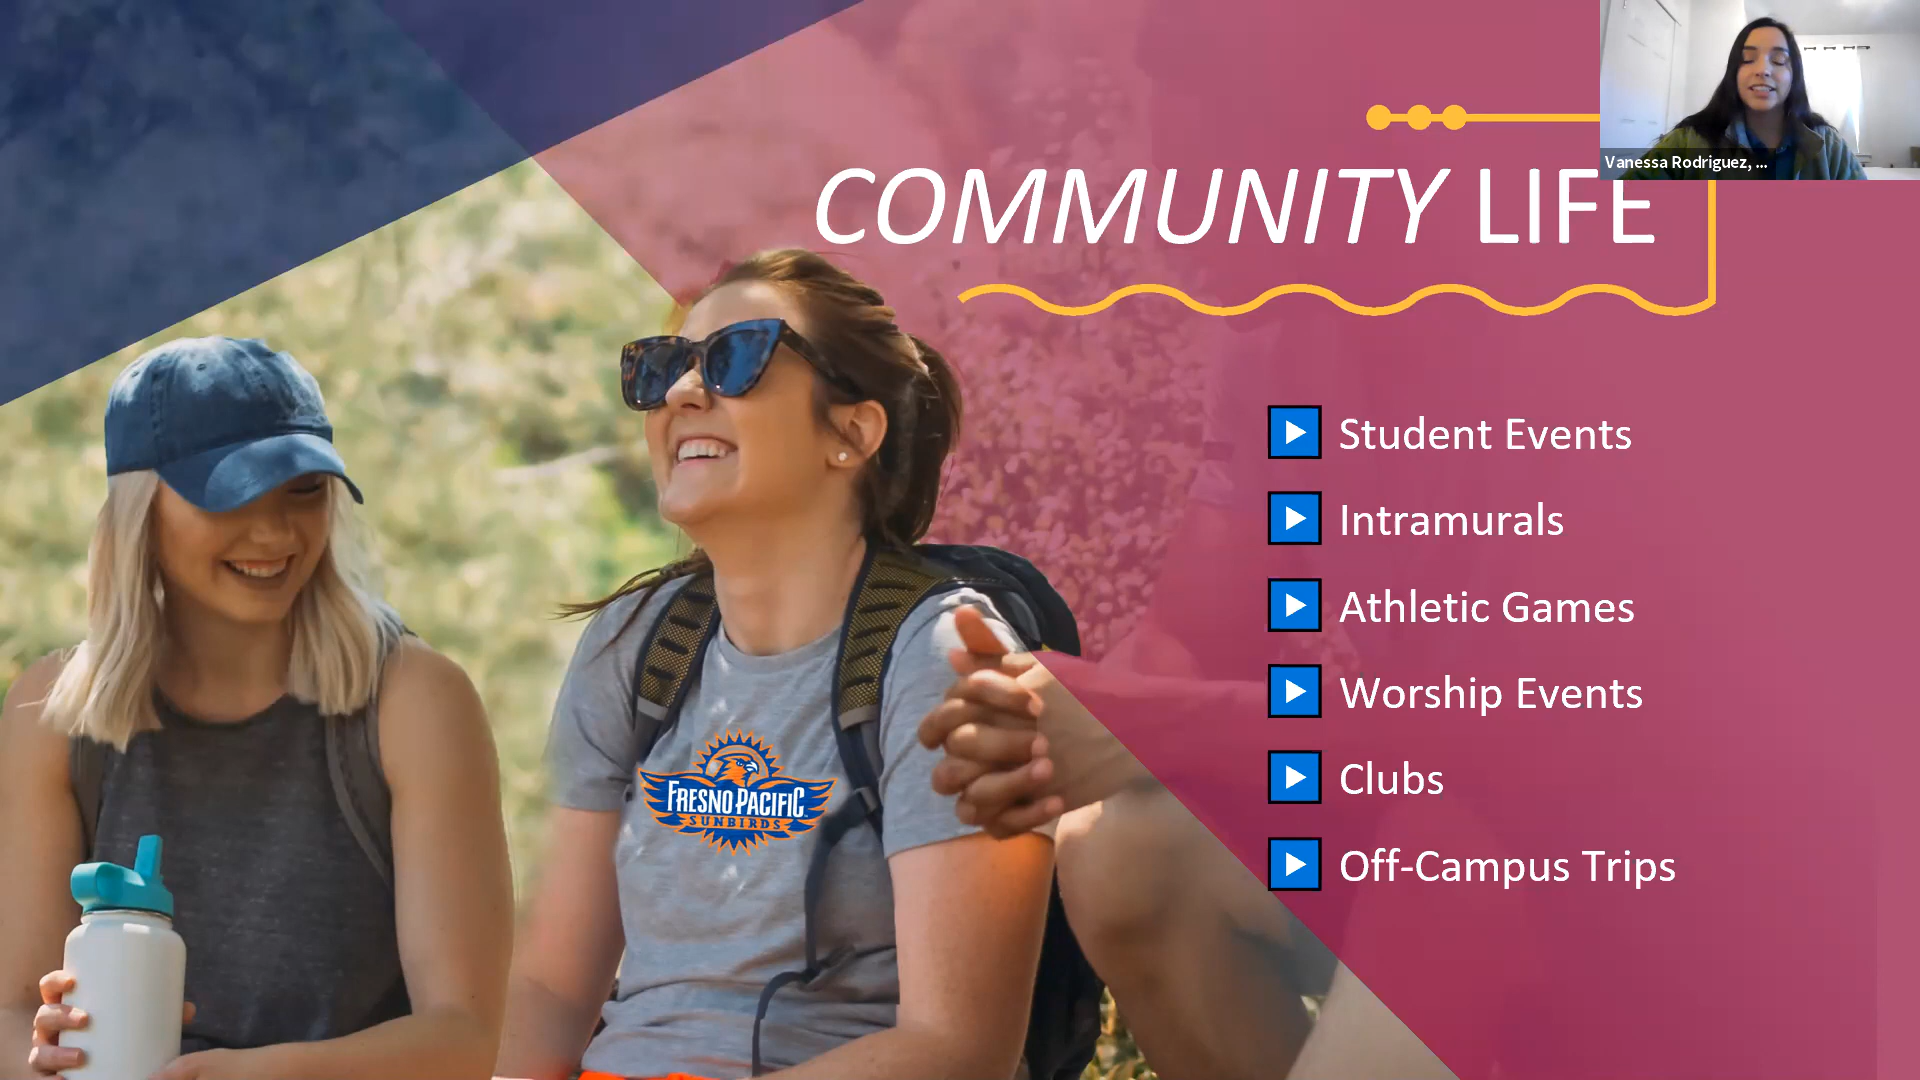 Vanessa Rodriguez, ...
COMMUNITY LIFE
Student Events
Intramurals
Athletic Games
Worship Events
Clubs
Off-Campus Trips
FRESNO PACIFIC
SUNBIRDS